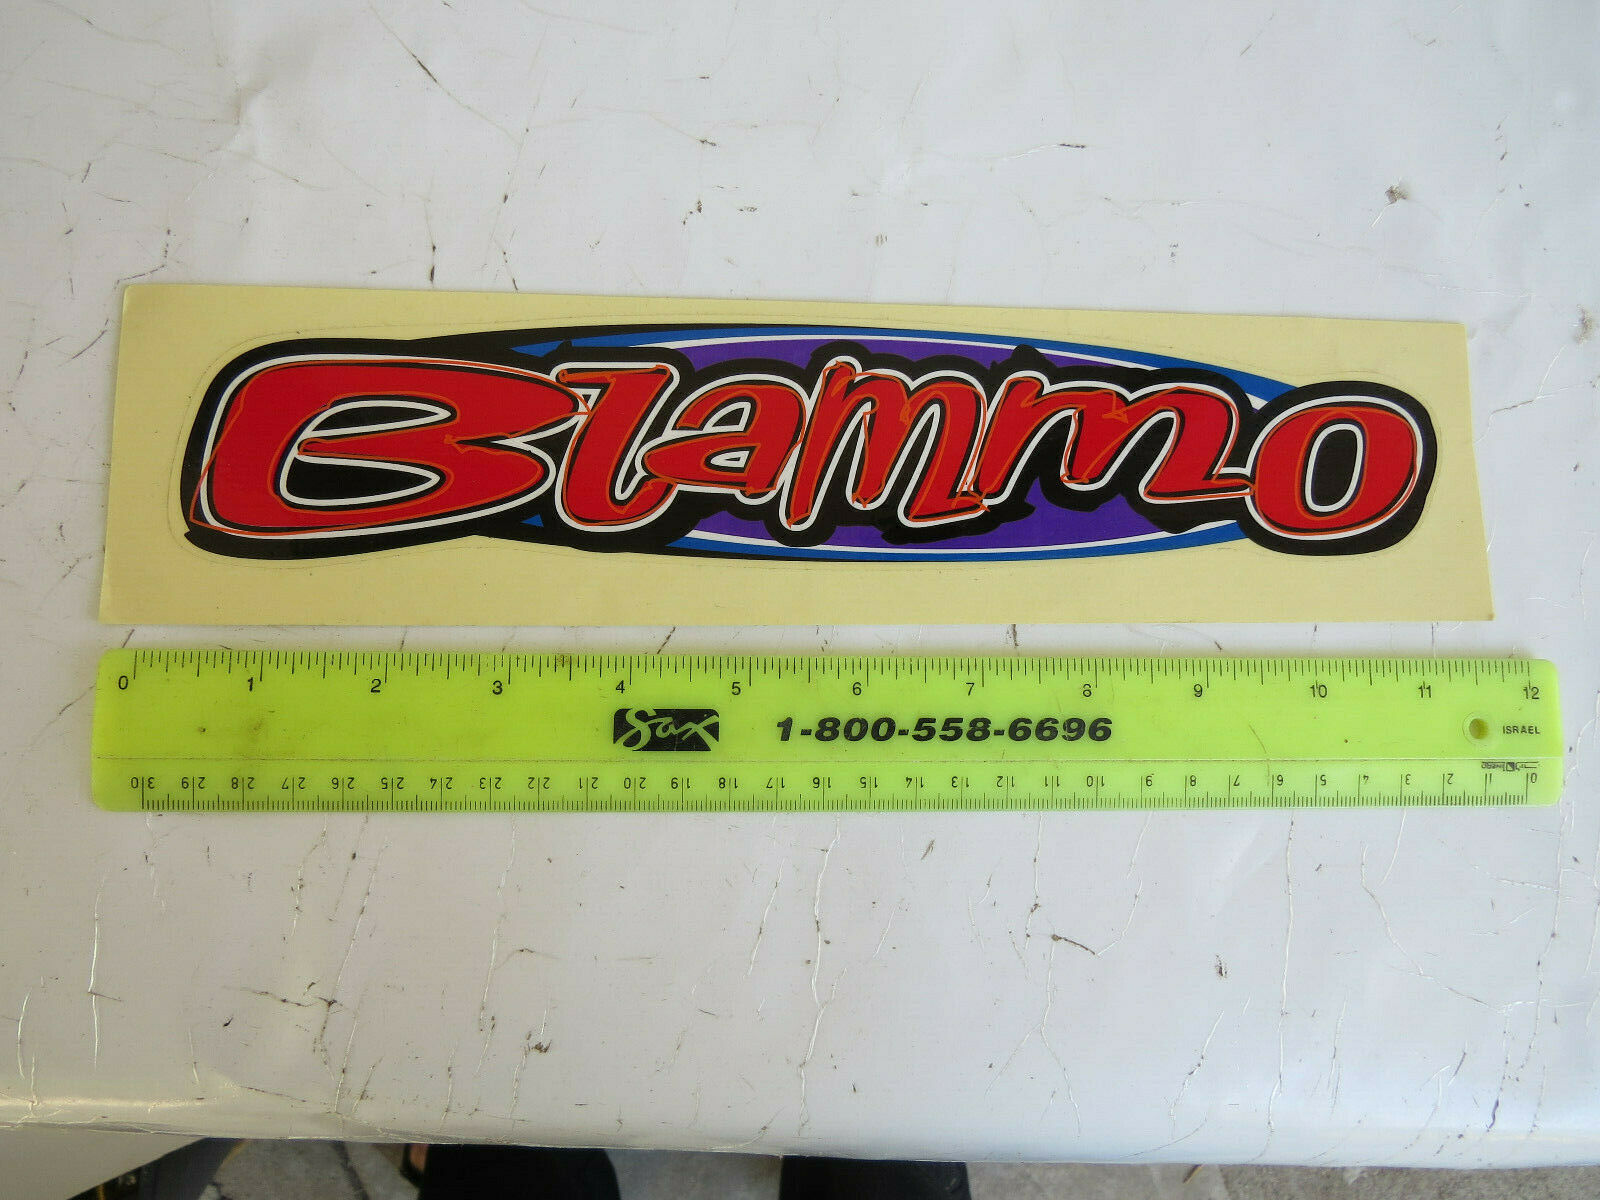 Blammo
0 1 2 3 4 5 6 7 8 9 10 11 12
Sax 1-800-558-6696 ISRAEL
30 29 28 27 26 25 24 23 22 21 20 19 18 17 16 15 14 13 12 11 10 9 8 7 6 5 4 3 2 1 0